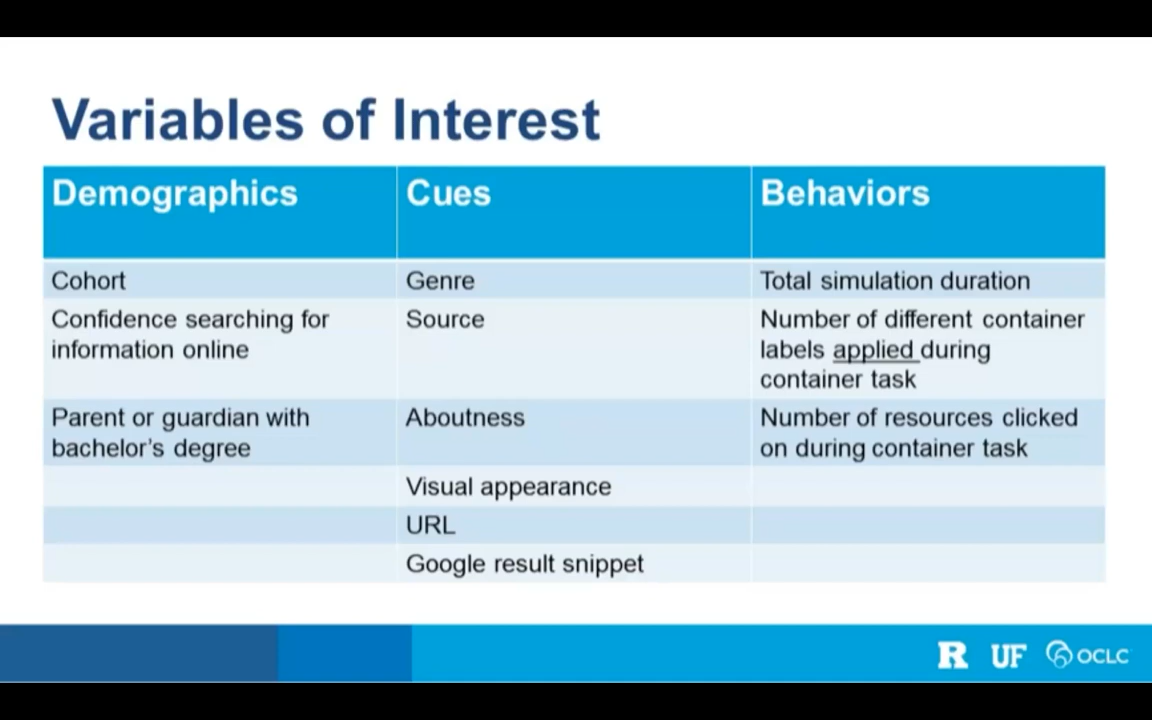 Variables of Interest
Demographics
Cues
Behaviors
Cohort
Genre
Total simulation duration
Confidence searching for
information online
Source
Number of different container
labels applied during
container task
Parent or guardian with
bachelor's degree
Aboutness
Number of resources clicked
on during container task
Visual appearance
URL
Google result snippet
R UF OCLC